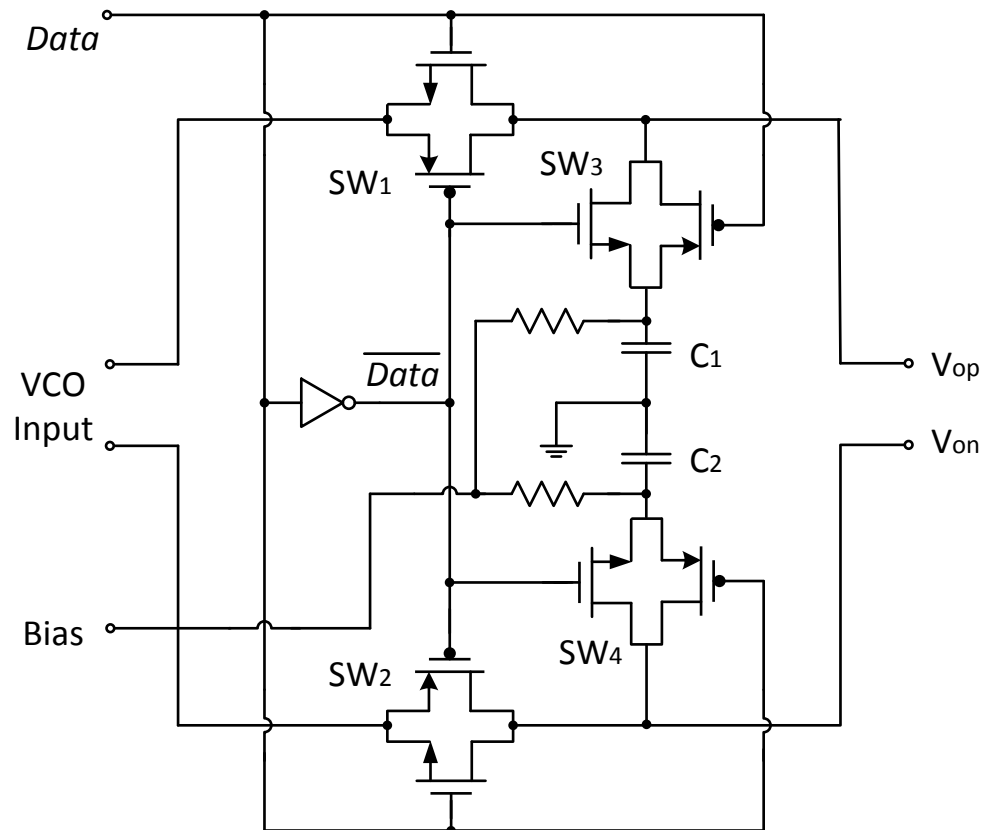 Data
SW3
SW1
Data
C1
VCO
Input
Vop
Von
C2
Bias
SW2
SW4